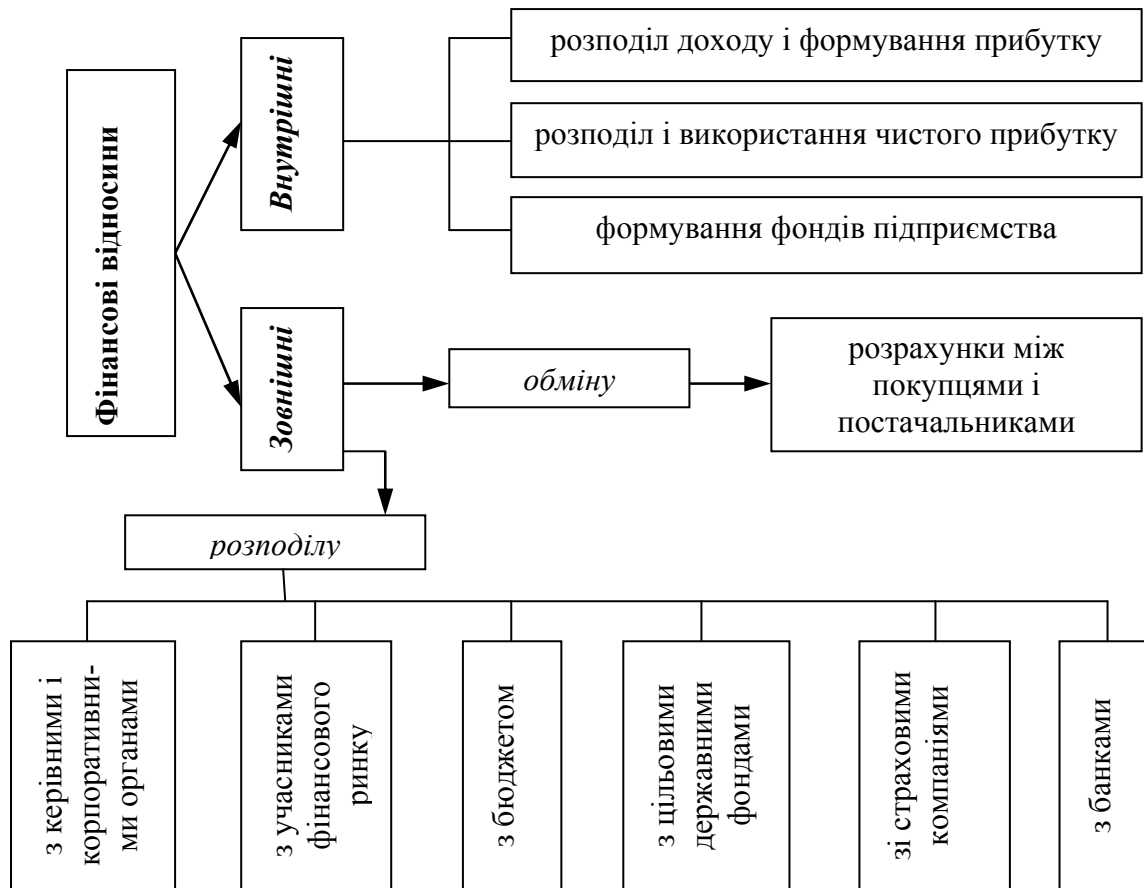 Фінансові відносини
Внутрішні
розподіл доходу і формування прибутку
розподіл і використання чистого прибутку
формування фондів підприємства
Зовнішні
обміну
розрахунки між
покупцями і
постачальниками
розподілу
з керівними і
корпоративни-
ми органами
з учасниками
фінансового
ринку
з бюджетом
з цільовими
державними
фондами
зі страховими
компаніями
з банками